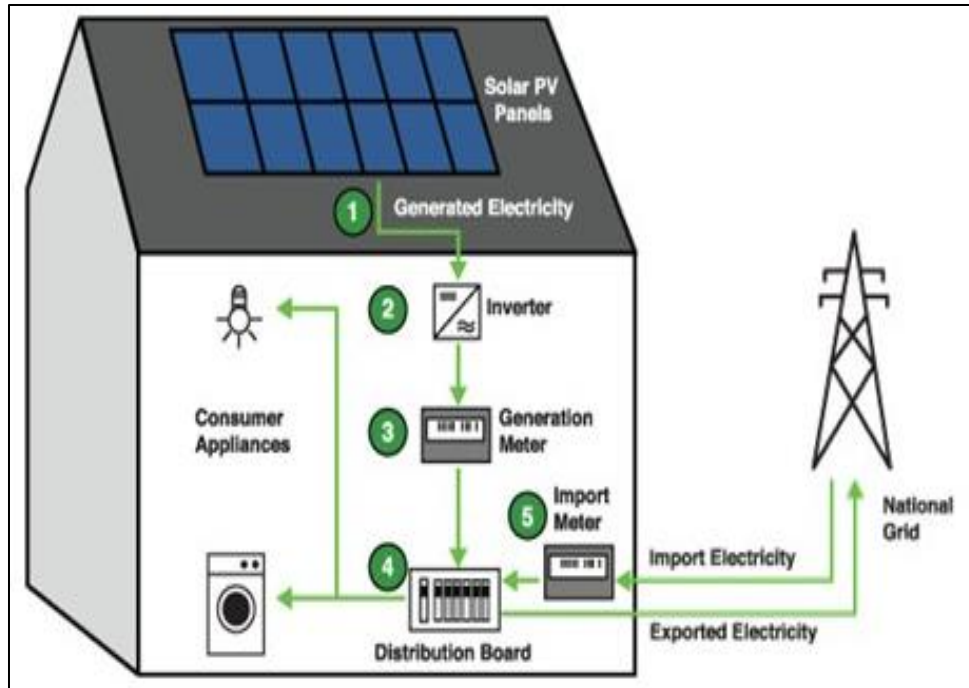 Solar PV
Panels
1
Generated Electricity
2
Inverter
Consumer
Appliances
3
Generation
Meter
5
Import
Meter
National
Grid
4
Import Electricity
Exported Electricity
Distribution Board